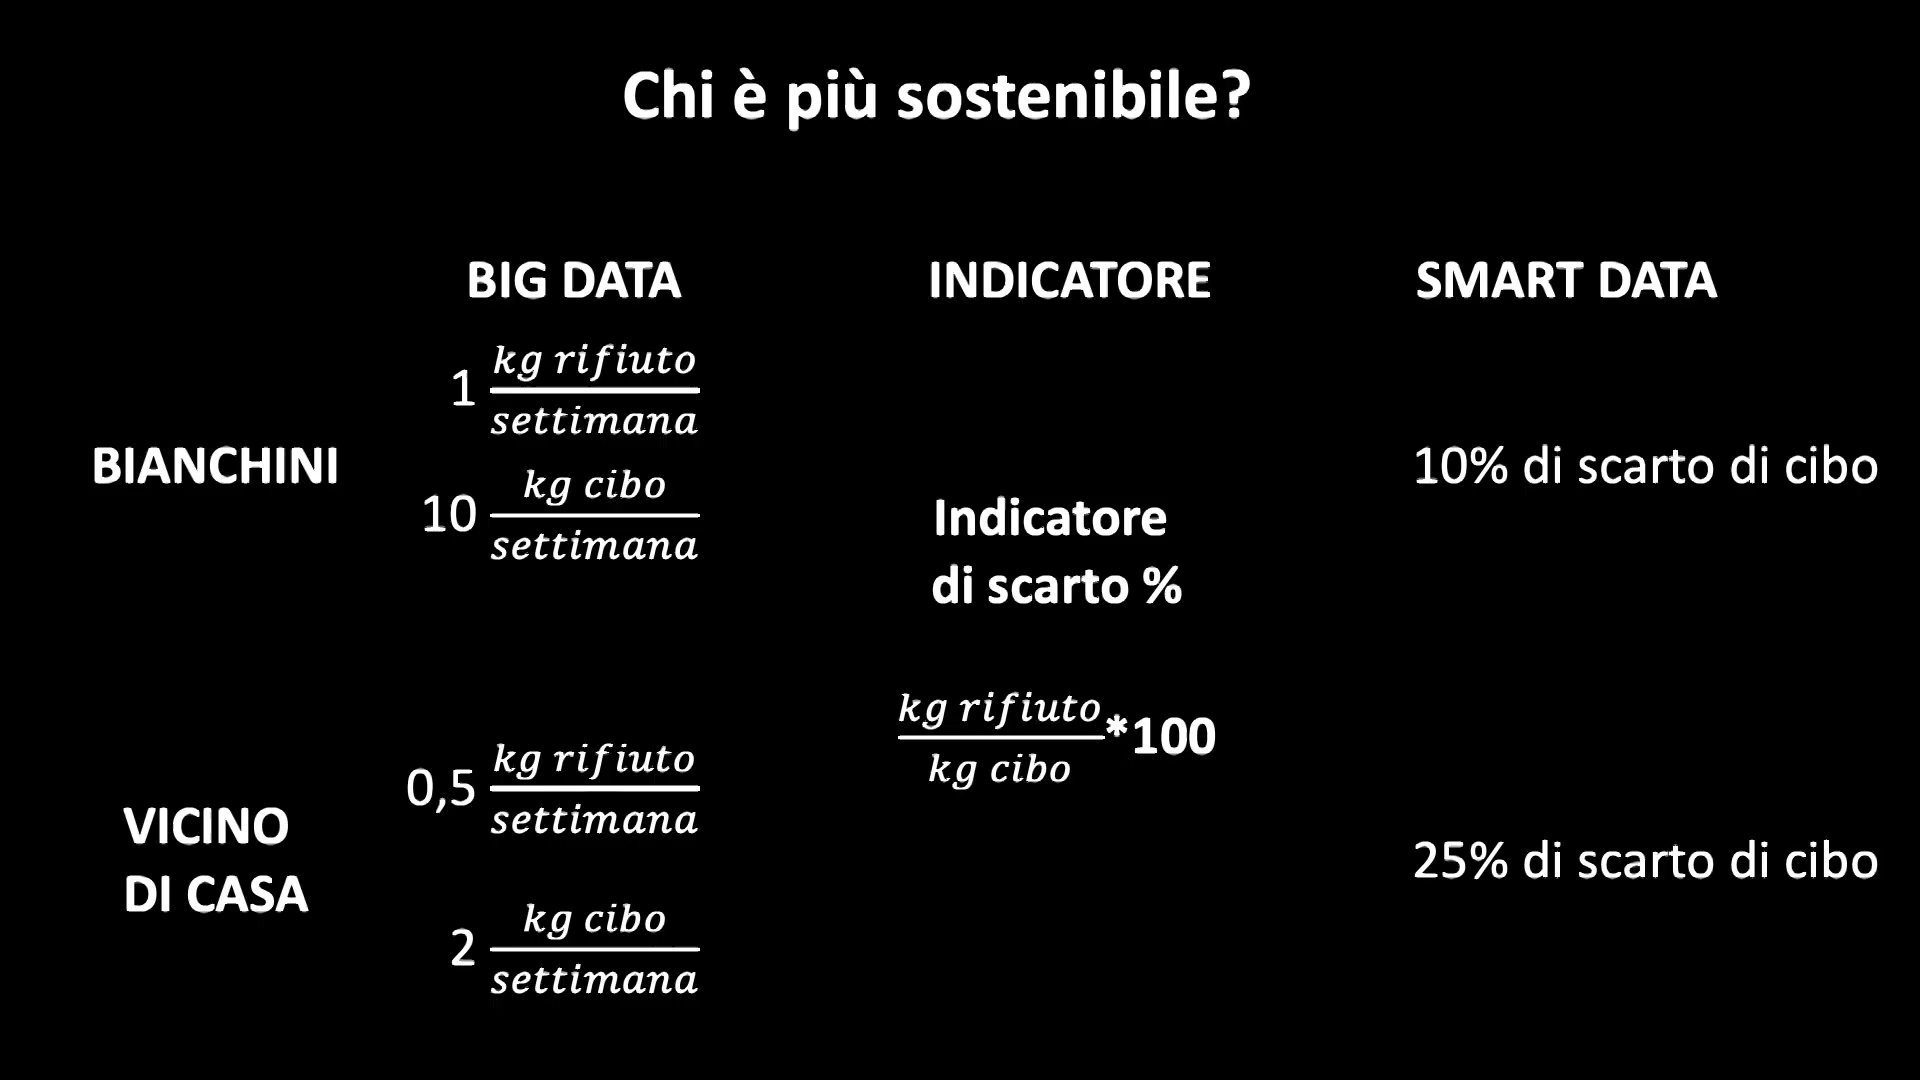 Chi è più sostenibile?
BIG DATA INDICATORE SMART DATA
BIANCHINI
1 kg rifiuto / settimana
10 kg cibo / settimana
10% di scarto di cibo
Indicatore
di scarto %
kg rifiuto / kg cibo *100
VICINO
DI CASA
0,5 kg rifiuto / settimana
2 kg cibo / settimana
25% di scarto di cibo